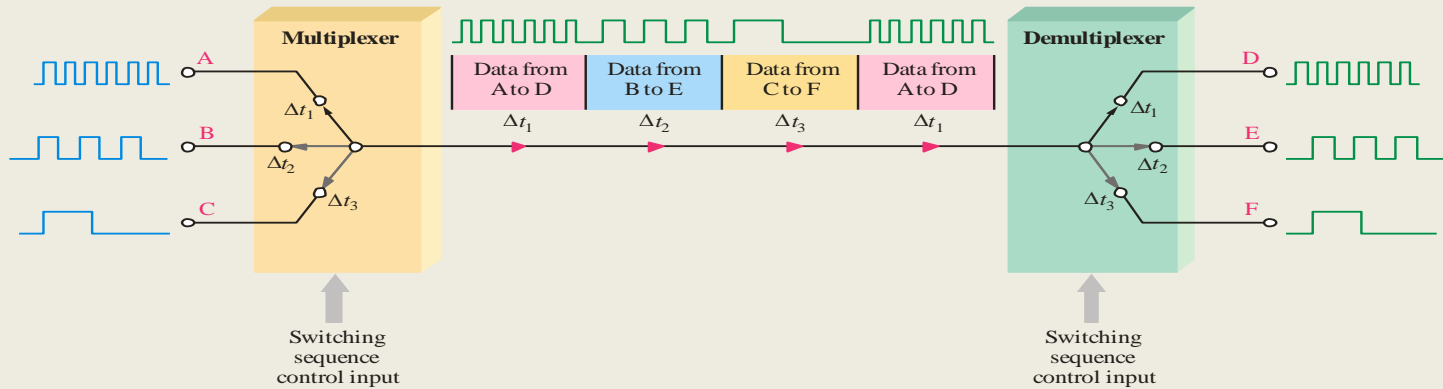 Multiplexer
Demultiplexer
A
B
C
Δt1
Δt2
Δt3
Data from
A to D
Data from
B to E
Data from
C to F
Data from
A to D
Δt1
Δt2
Δt3
Δt1
D
E
F
Δt1
Δt2
Δt3
Switching
sequence
control input
Switching
sequence
control input